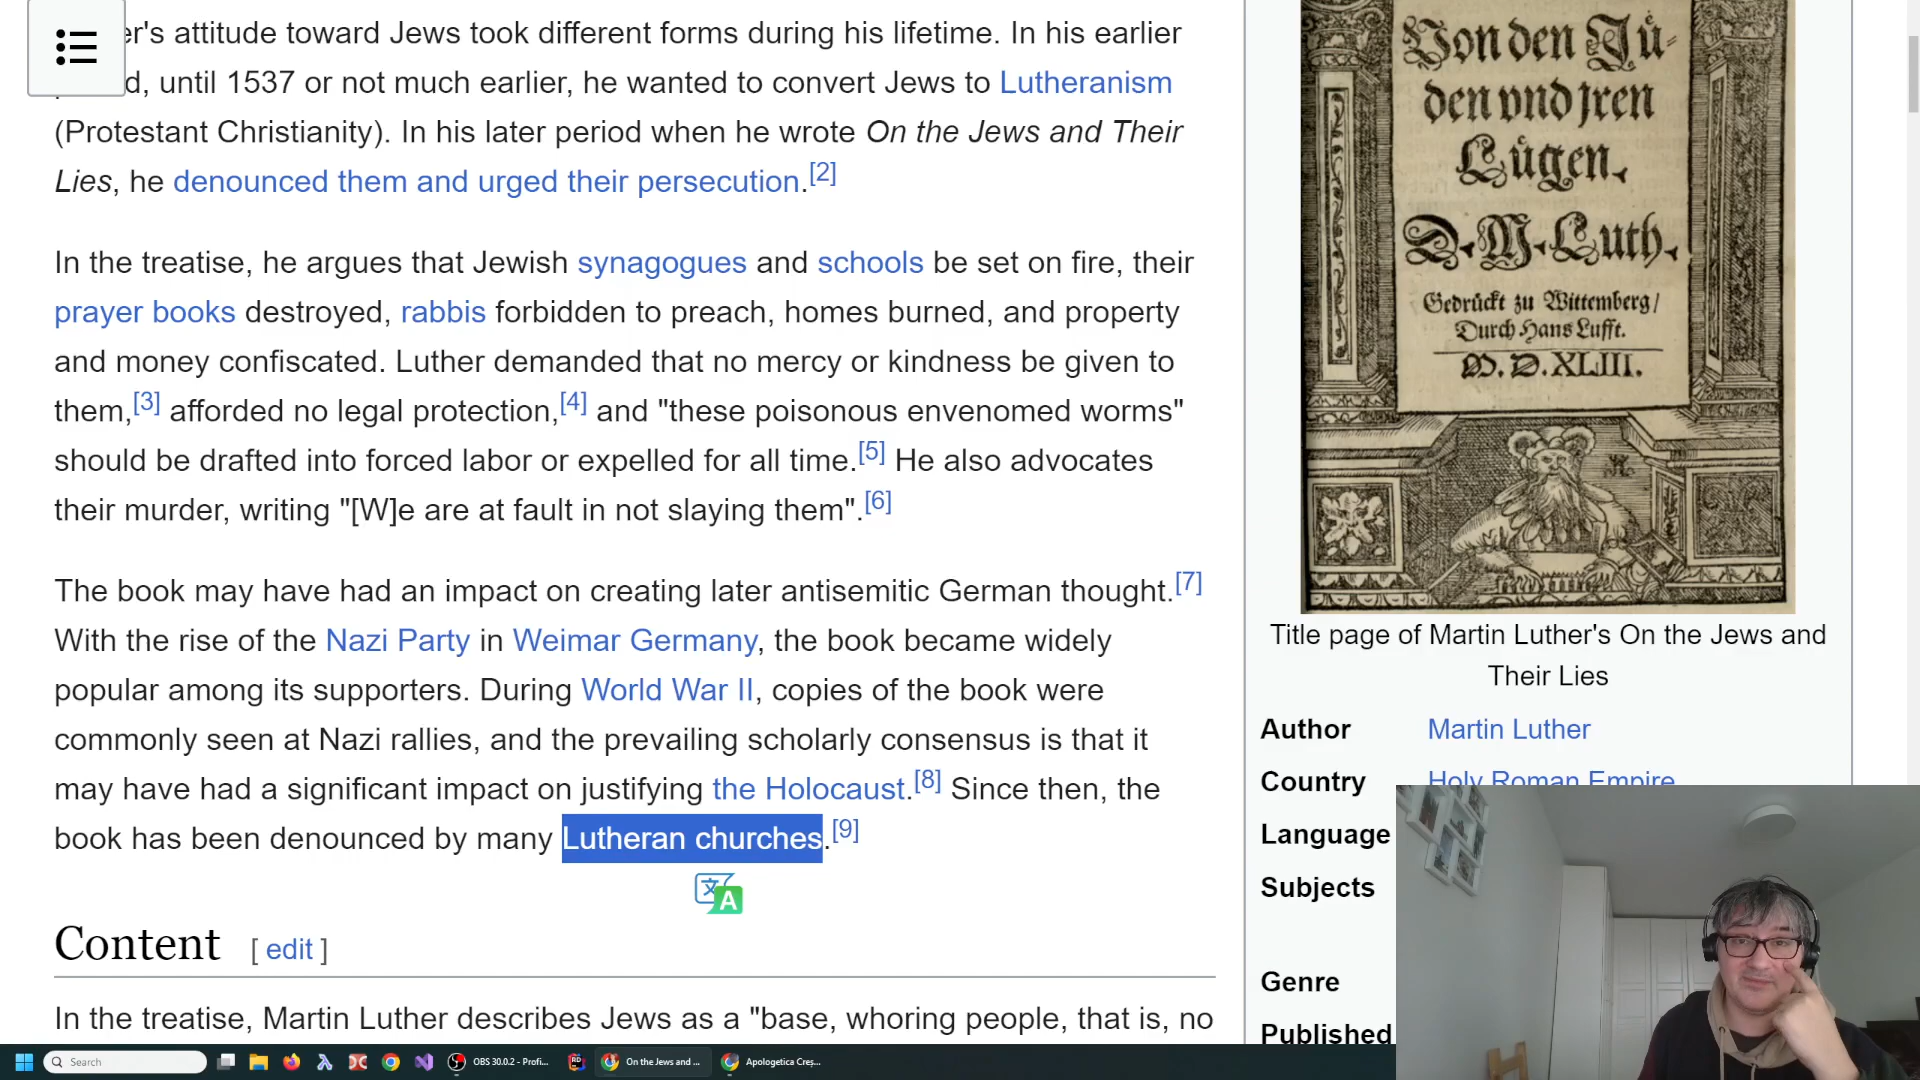 er's attitude toward Jews took different forms during his lifetime. In his earlier
d, until 1537 or not much earlier, he wanted to convert Jews to Lutheranism
(Protestant Christianity). In his later period when he wrote On the Jews and Their
Lies, he denounced them and urged their persecution.[2]
In the treatise, he argues that Jewish synagogues and schools be set on fire, their
prayer books destroyed, rabbis forbidden to preach, homes burned, and property
and money confiscated. Luther demanded that no mercy or kindness be given to
them,[3] afforded no legal protection,[4] and "these poisonous envenomed worms"
should be drafted into forced labor or expelled for all time.[5] He also advocates
their murder, writing "[W]e are at fault in not slaying them".[6]
The book may have had an impact on creating later antisemitic German thought.[7]
With the rise of the Nazi Party in Weimar Germany, the book became widely
popular among its supporters. During World War II, copies of the book were
commonly seen at Nazi rallies, and the prevailing scholarly consensus is that it
may have had a significant impact on justifying the Holocaust.[8] Since then, the
book has been denounced by many Lutheran churches.[9]
文A
Content [ edit ]
In the treatise, Martin Luther describes Jews as a "base, whoring people, that is, no
Von den Jü-
den vnd jren
Lügen.
D. M. Luth.
Gedrückt zu Wittemberg/
Durch Hans Lufft.
M. D. XLIII.
Title page of Martin Luther's On the Jews and
Their Lies
Author Martin Luther
Country Holy Roman Empire
Language
Subjects
Genre
Published
Search
OBS 30.0.2 - Profi...
On the Jews and ...
Apologetica Creș...